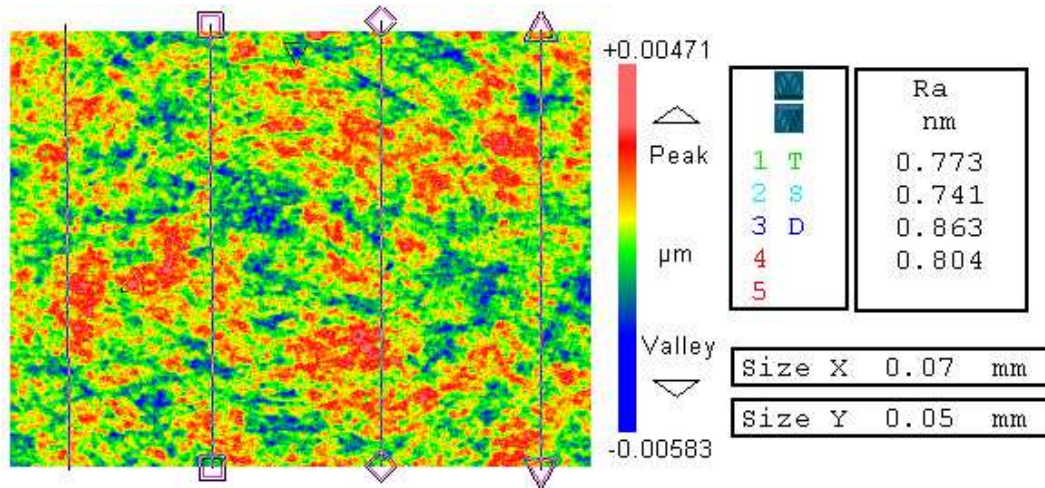 +0.00471
Peak
µm
Valley
-0.00583
Ra
nm
1 T 0.773
2 S 0.741
3 D 0.863
4 0.804
5
Size X 0.07 mm
Size Y 0.05 mm